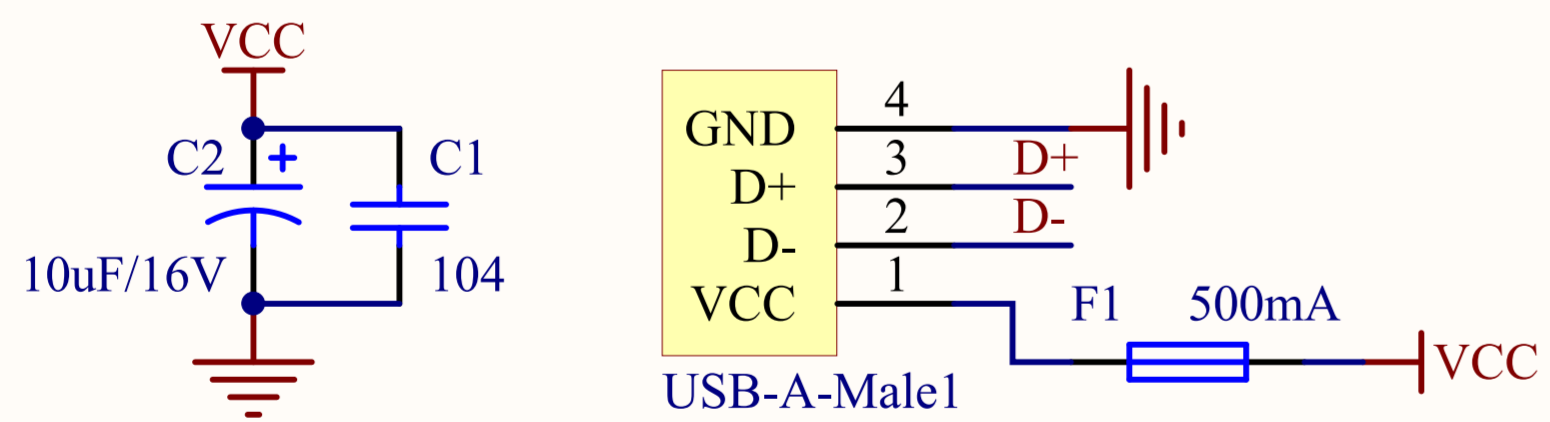 VCC
C2
+
C1
10uF/16V
104
GND
4
D+
3
D+
D-
2
D-
VCC
1
USB-A-Male1
F1
500mA
VCC